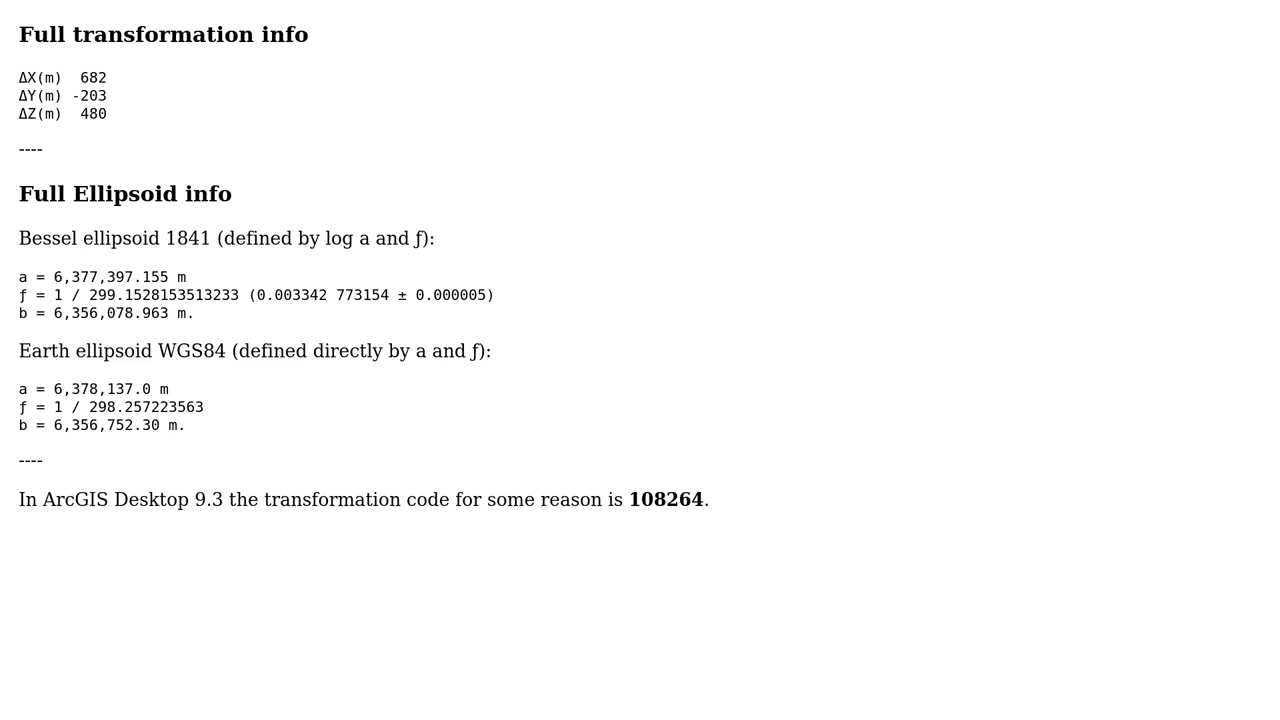 Full transformation info
ΔX(m)  682
ΔY(m) -203
ΔZ(m)  480
----
Full Ellipsoid info
Bessel ellipsoid 1841 (defined by log a and ƒ):
a = 6,377,397.155 m
ƒ = 1 / 299.1528153513233 (0.003342 773154 ± 0.000005)
b = 6,356,078.963 m.
Earth ellipsoid WGS84 (defined directly by a and ƒ):
a = 6,378,137.0 m
ƒ = 1 / 298.257223563
b = 6,356,752.30 m.
----
In ArcGIS Desktop 9.3 the transformation code for some reason is 108264.